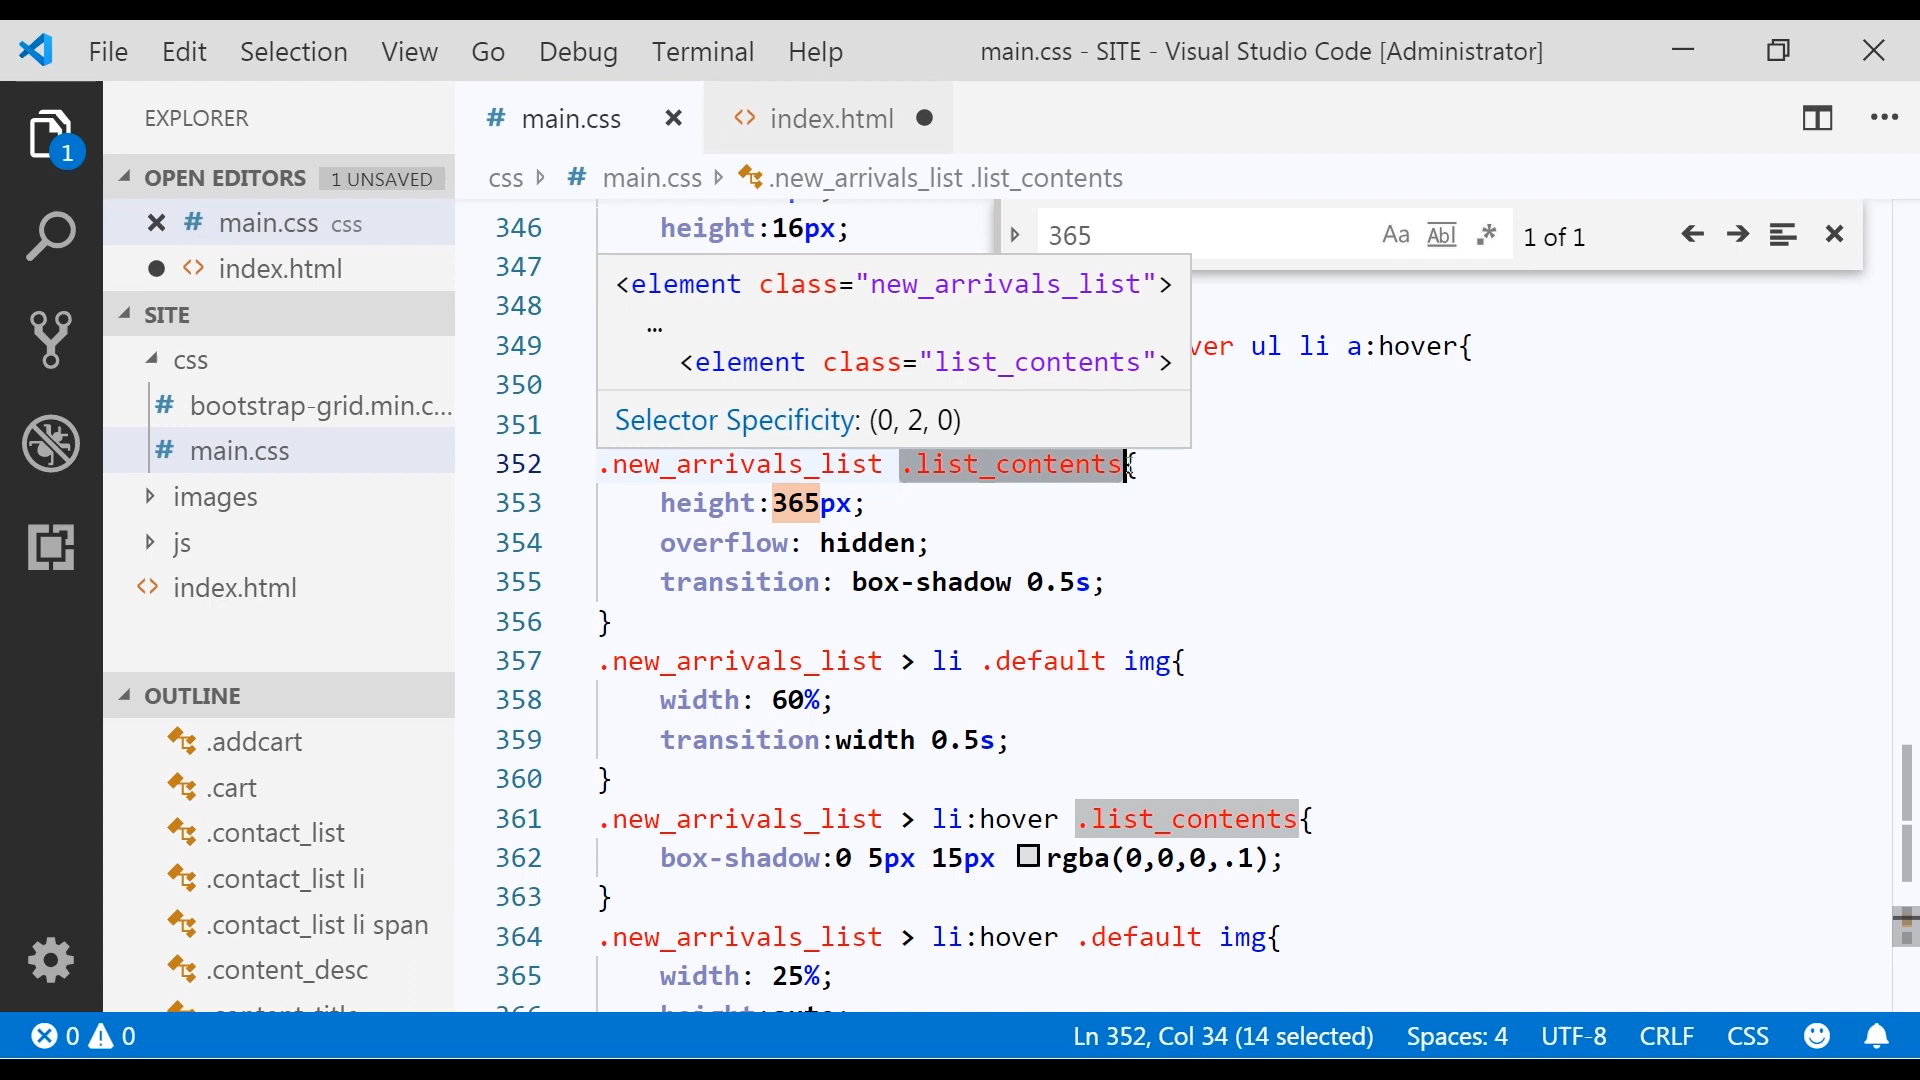 File Edit Selection View Go Debug Terminal Help main.css - SITE - Visual Studio Code [Administrator]
EXPLORER
1
OPEN EDITORS 1 UNSAVED
main.css css
index.html
SITE
css
bootstrap-grid.min.c...
main.css
images
js
index.html
OUTLINE
.addcart
.cart
.contact_list
.contact_list li
.contact_list li span
.content_desc
# main.css
<> index.html
css # main.css .new_arrivals_list .list_contents
365 Aa Abl .* 1 of 1
346 height:16px;
347
348
349 ver ul li a:hover{
350
351
<element class="new_arrivals_list">
…
<element class="list_contents">
Selector Specificity: (0, 2, 0)
352 .new_arrivals_list .list_contents{
353 height:365px;
354 overflow: hidden;
355 transition: box-shadow 0.5s;
356 }
357 .new_arrivals_list > li .default img{
358 width: 60%;
359 transition:width 0.5s;
360 }
361 .new_arrivals_list > li:hover .list_contents{
362 box-shadow:0 5px 15px rgba(0,0,0,.1);
363 }
364 .new_arrivals_list > li:hover .default img{
365 width: 25%;
0 0 Ln 352, Col 34 (14 selected) Spaces: 4 UTF-8 CRLF CSS